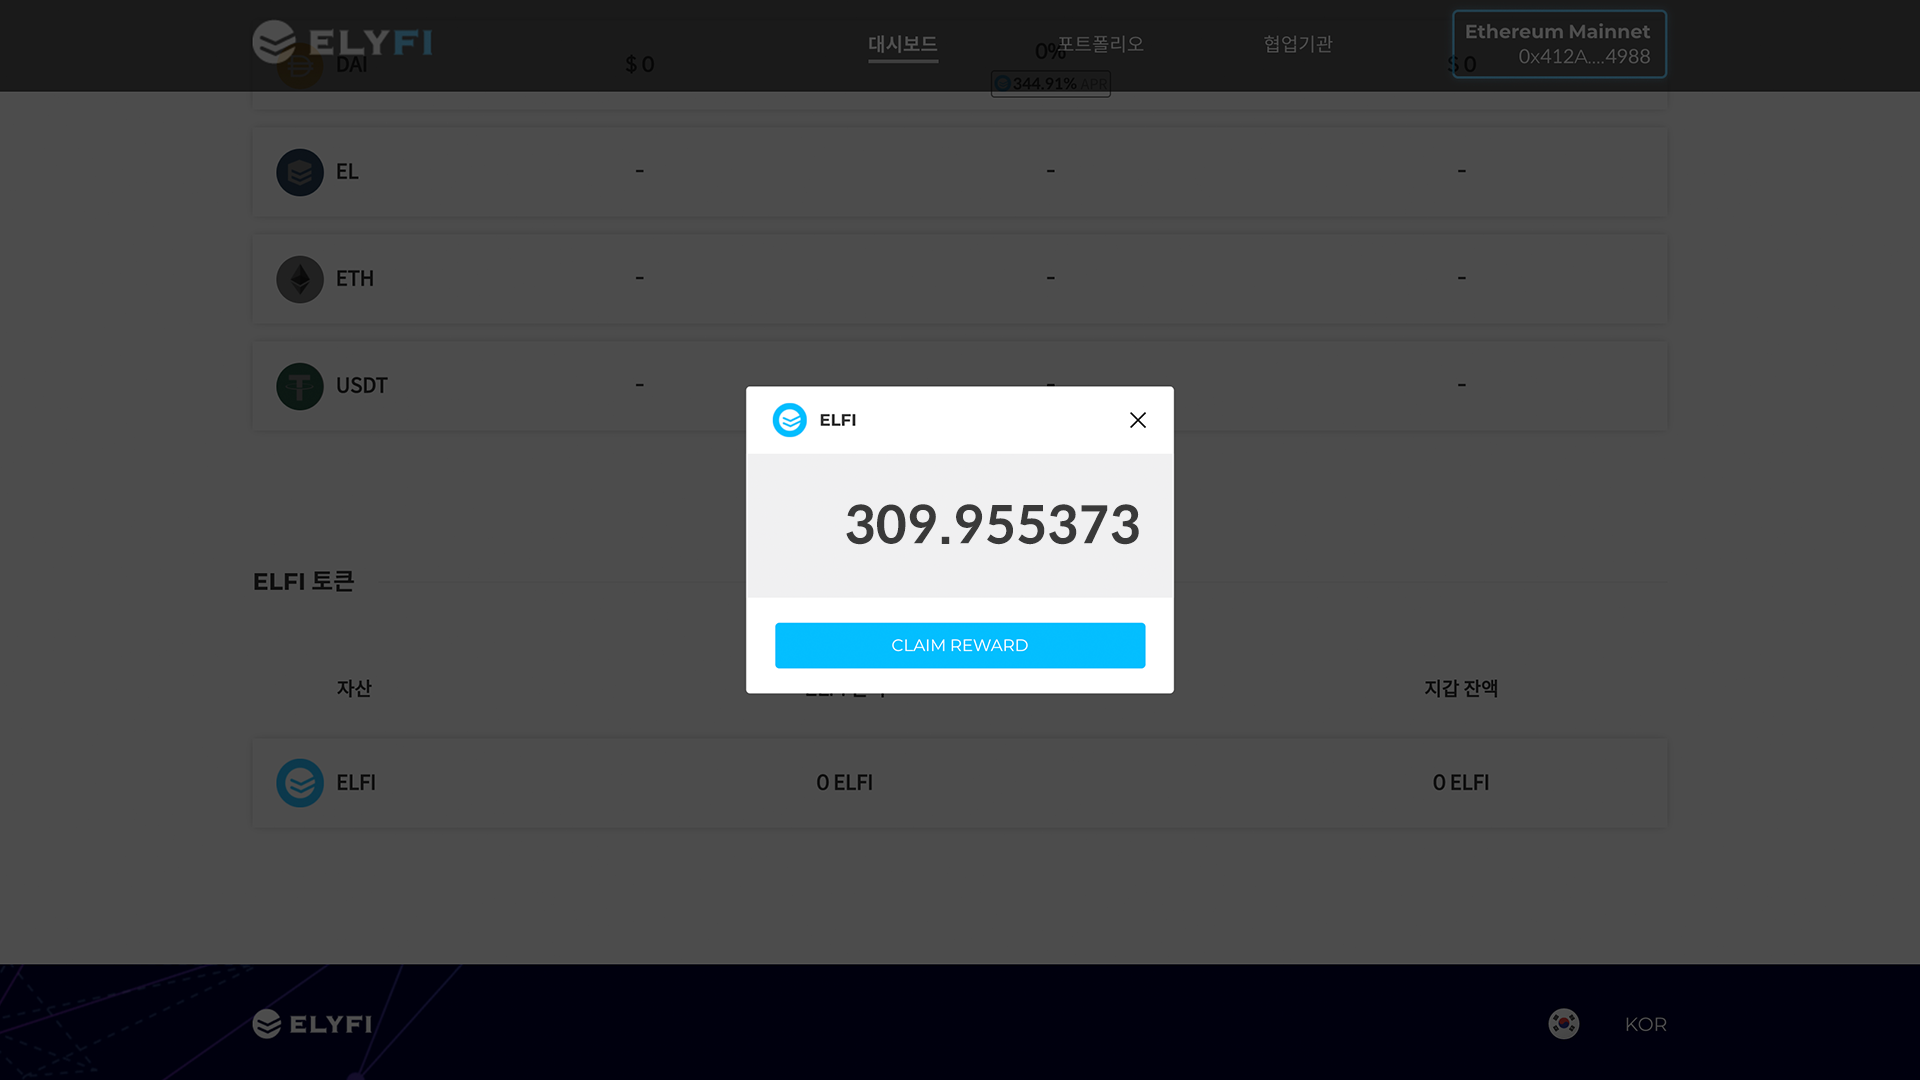 ELYFI
대시보드
포트폴리오
협업기관
Ethereum Mainnet
0x412A....4988
DAI
$ 0
0%
344.91% APR
$ 0
EL
-
-
-
ETH
-
-
-
USDT
-
-
-
ELFI
309.955373
CLAIM REWARD
ELFI 토큰
자산
지갑 잔액
ELFI
0 ELFI
0 ELFI
ELYFI
KOR